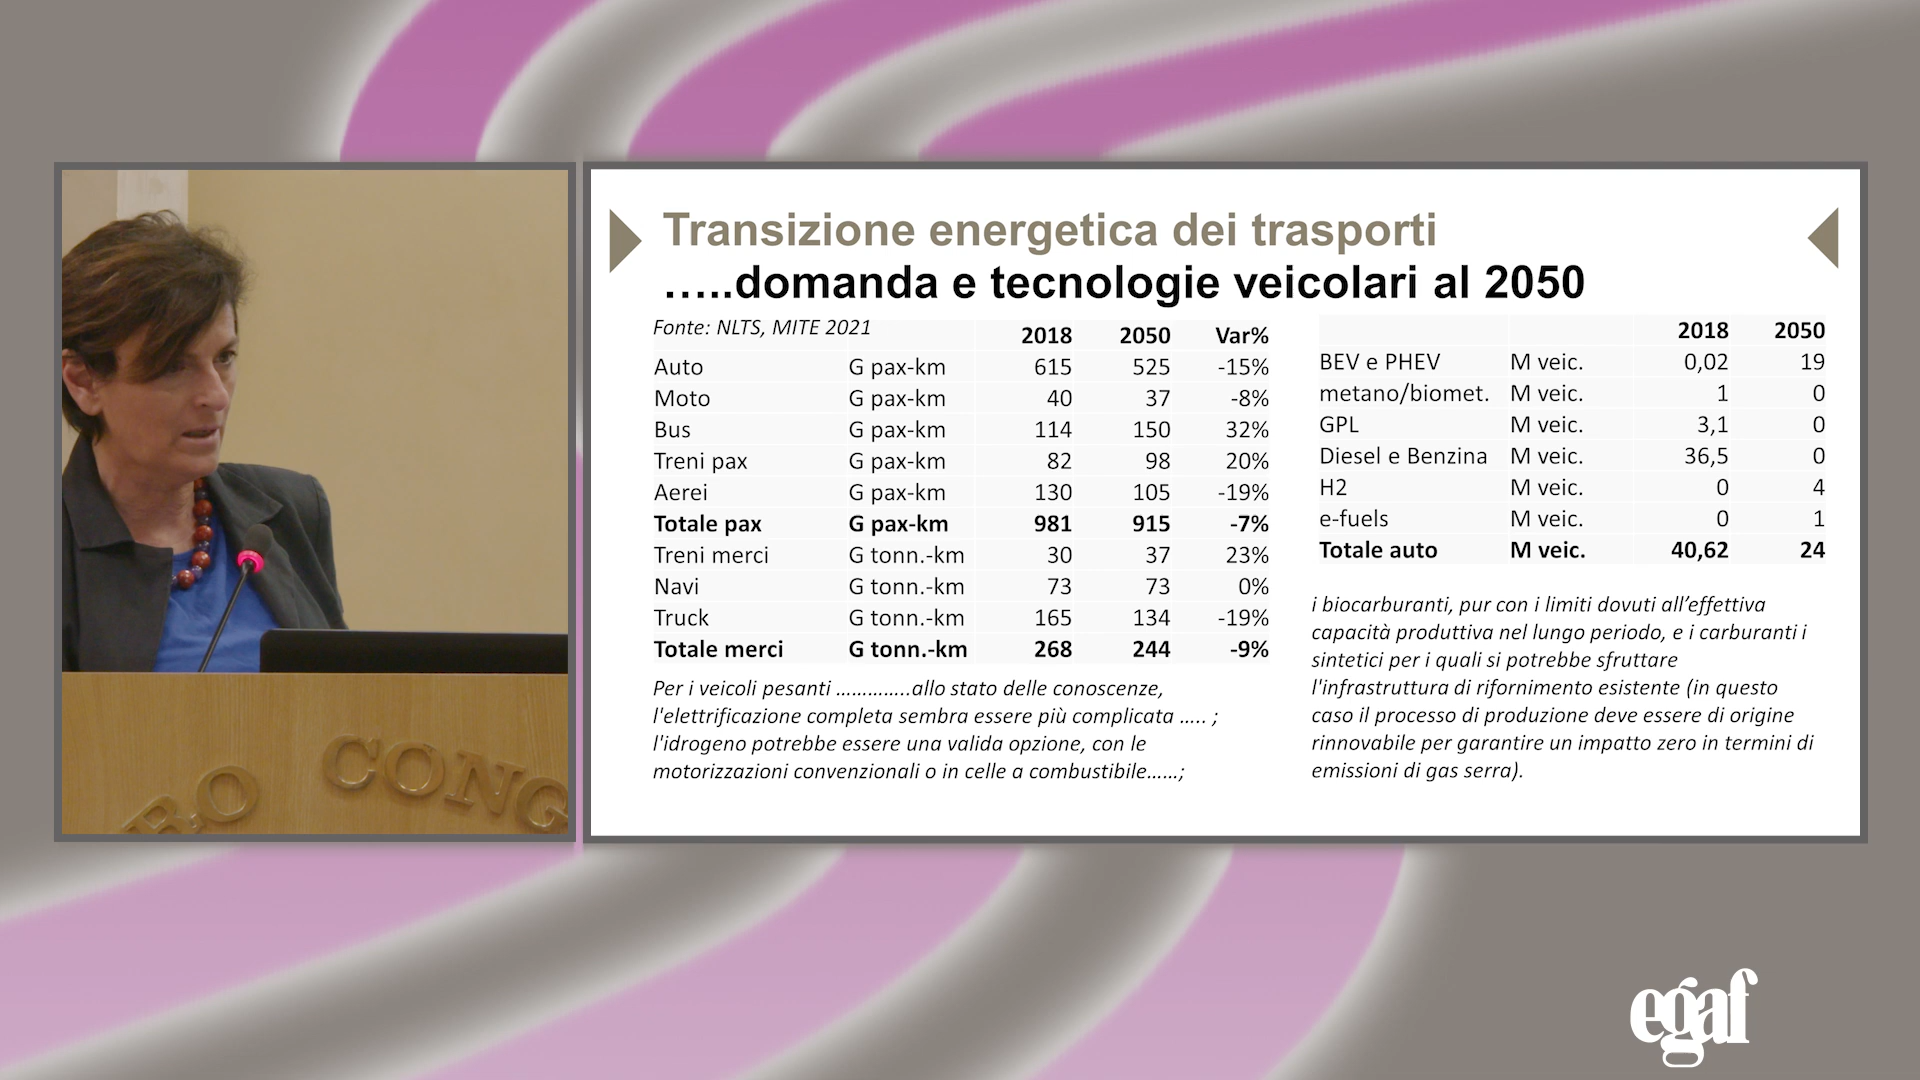 Transizione energetica dei trasporti
…..domanda e tecnologie veicolari al 2050
Fonte: NLTS, MITE 2021 2018 2050 Var%
Auto G pax-km 615 525 -15%
Moto G pax-km 40 37 -8%
Bus G pax-km 114 150 32%
Treni pax G pax-km 82 98 20%
Aerei G pax-km 130 105 -19%
Totale pax G pax-km 981 915 -7%
Treni merci G tonn.-km 30 37 23%
Navi G tonn.-km 73 73 0%
Truck G tonn.-km 165 134 -19%
Totale merci G tonn.-km 268 244 -9%
Per i veicoli pesanti …………..allo stato delle conoscenze,
l'elettrificazione completa sembra essere più complicata ….. ;
l'idrogeno potrebbe essere una valida opzione, con le
motorizzazioni convenzionali o in celle a combustibile……;
2018 2050
BEV e PHEV M veic. 0,02 19
metano/biomet. M veic. 1 0
GPL M veic. 3,1 0
Diesel e Benzina M veic. 36,5 0
H2 M veic. 0 4
e-fuels M veic. 0 1
Totale auto M veic. 40,62 24
i biocarburanti, pur con i limiti dovuti all’effettiva
capacità produttiva nel lungo periodo, e i carburanti i
sintetici per i quali si potrebbe sfruttare
l'infrastruttura di rifornimento esistente (in questo
caso il processo di produzione deve essere di origine
rinnovabile per garantire un impatto zero in termini di
emissioni di gas serra).
RO CONG
egaf